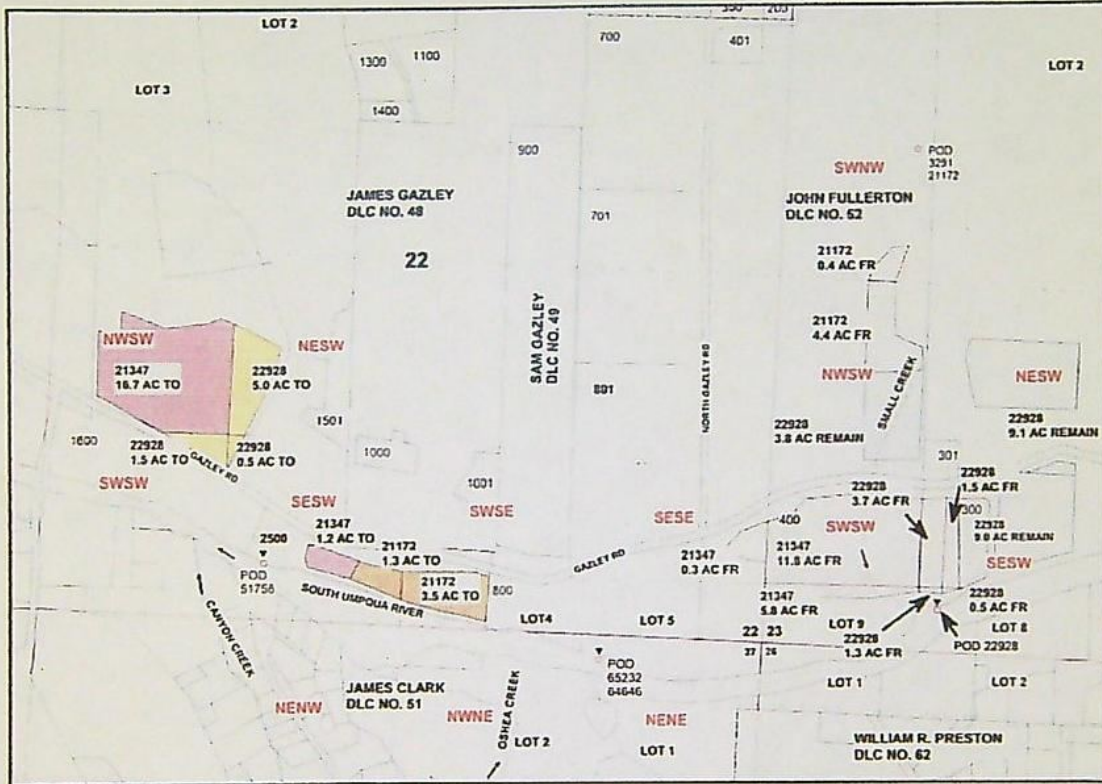 LOT 2
700
401
1300
1100
LOT 2
LOT 3
1400
900
POD
3291
21172
SWNW
JAMES GAZLEY
DLC NO. 48
JOHN FULLERTON
DLC NO. 52
701
22
21172
0.4 AC FR
SAM GAZLEY
DLC NO. 49
21172
4.4 AC FR
NWSW
NESW
21347
16.7 AC TO
22928
5.0 AC TO
NWSW
SMALL CREEK
NESW
NORTH GAZLEY RD
891
1501
22928
3.8 AC REMAIN
22928
9.1 AC REMAIN
1600
22928
1.5 AC TO
22928
0.5 AC TO
GAZLEY RD
1000
301
22928
1.5 AC FR
SWSW
1001
22928
3.7 AC FR
SESW
SWSE
SESE
400
SWSW
300
22928
9.0 AC REMAIN
2500
21347
1.2 AC TO
21172
1.3 AC TO
GAZLEY RD
21347
0.3 AC FR
21347
11.8 AC FR
SESW
POD
51756
21172
3.5 AC TO
800
SOUTH UMPQUA RIVER
21347
5.8 AC FR
22928
0.5 AC FR
CANYON CREEK
LOT4
LOT 5
22 23
27 26
LOT 9
LOT 8
22928
1.3 AC FR
POD 22928
POD
65232
64646
JAMES CLARK
DLC NO. 51
LOT 1
LOT 2
NENW
NWNE
OSHEA CREEK
NENE
LOT 2
LOT 1
WILLIAM R. PRESTON
DLC NO. 62